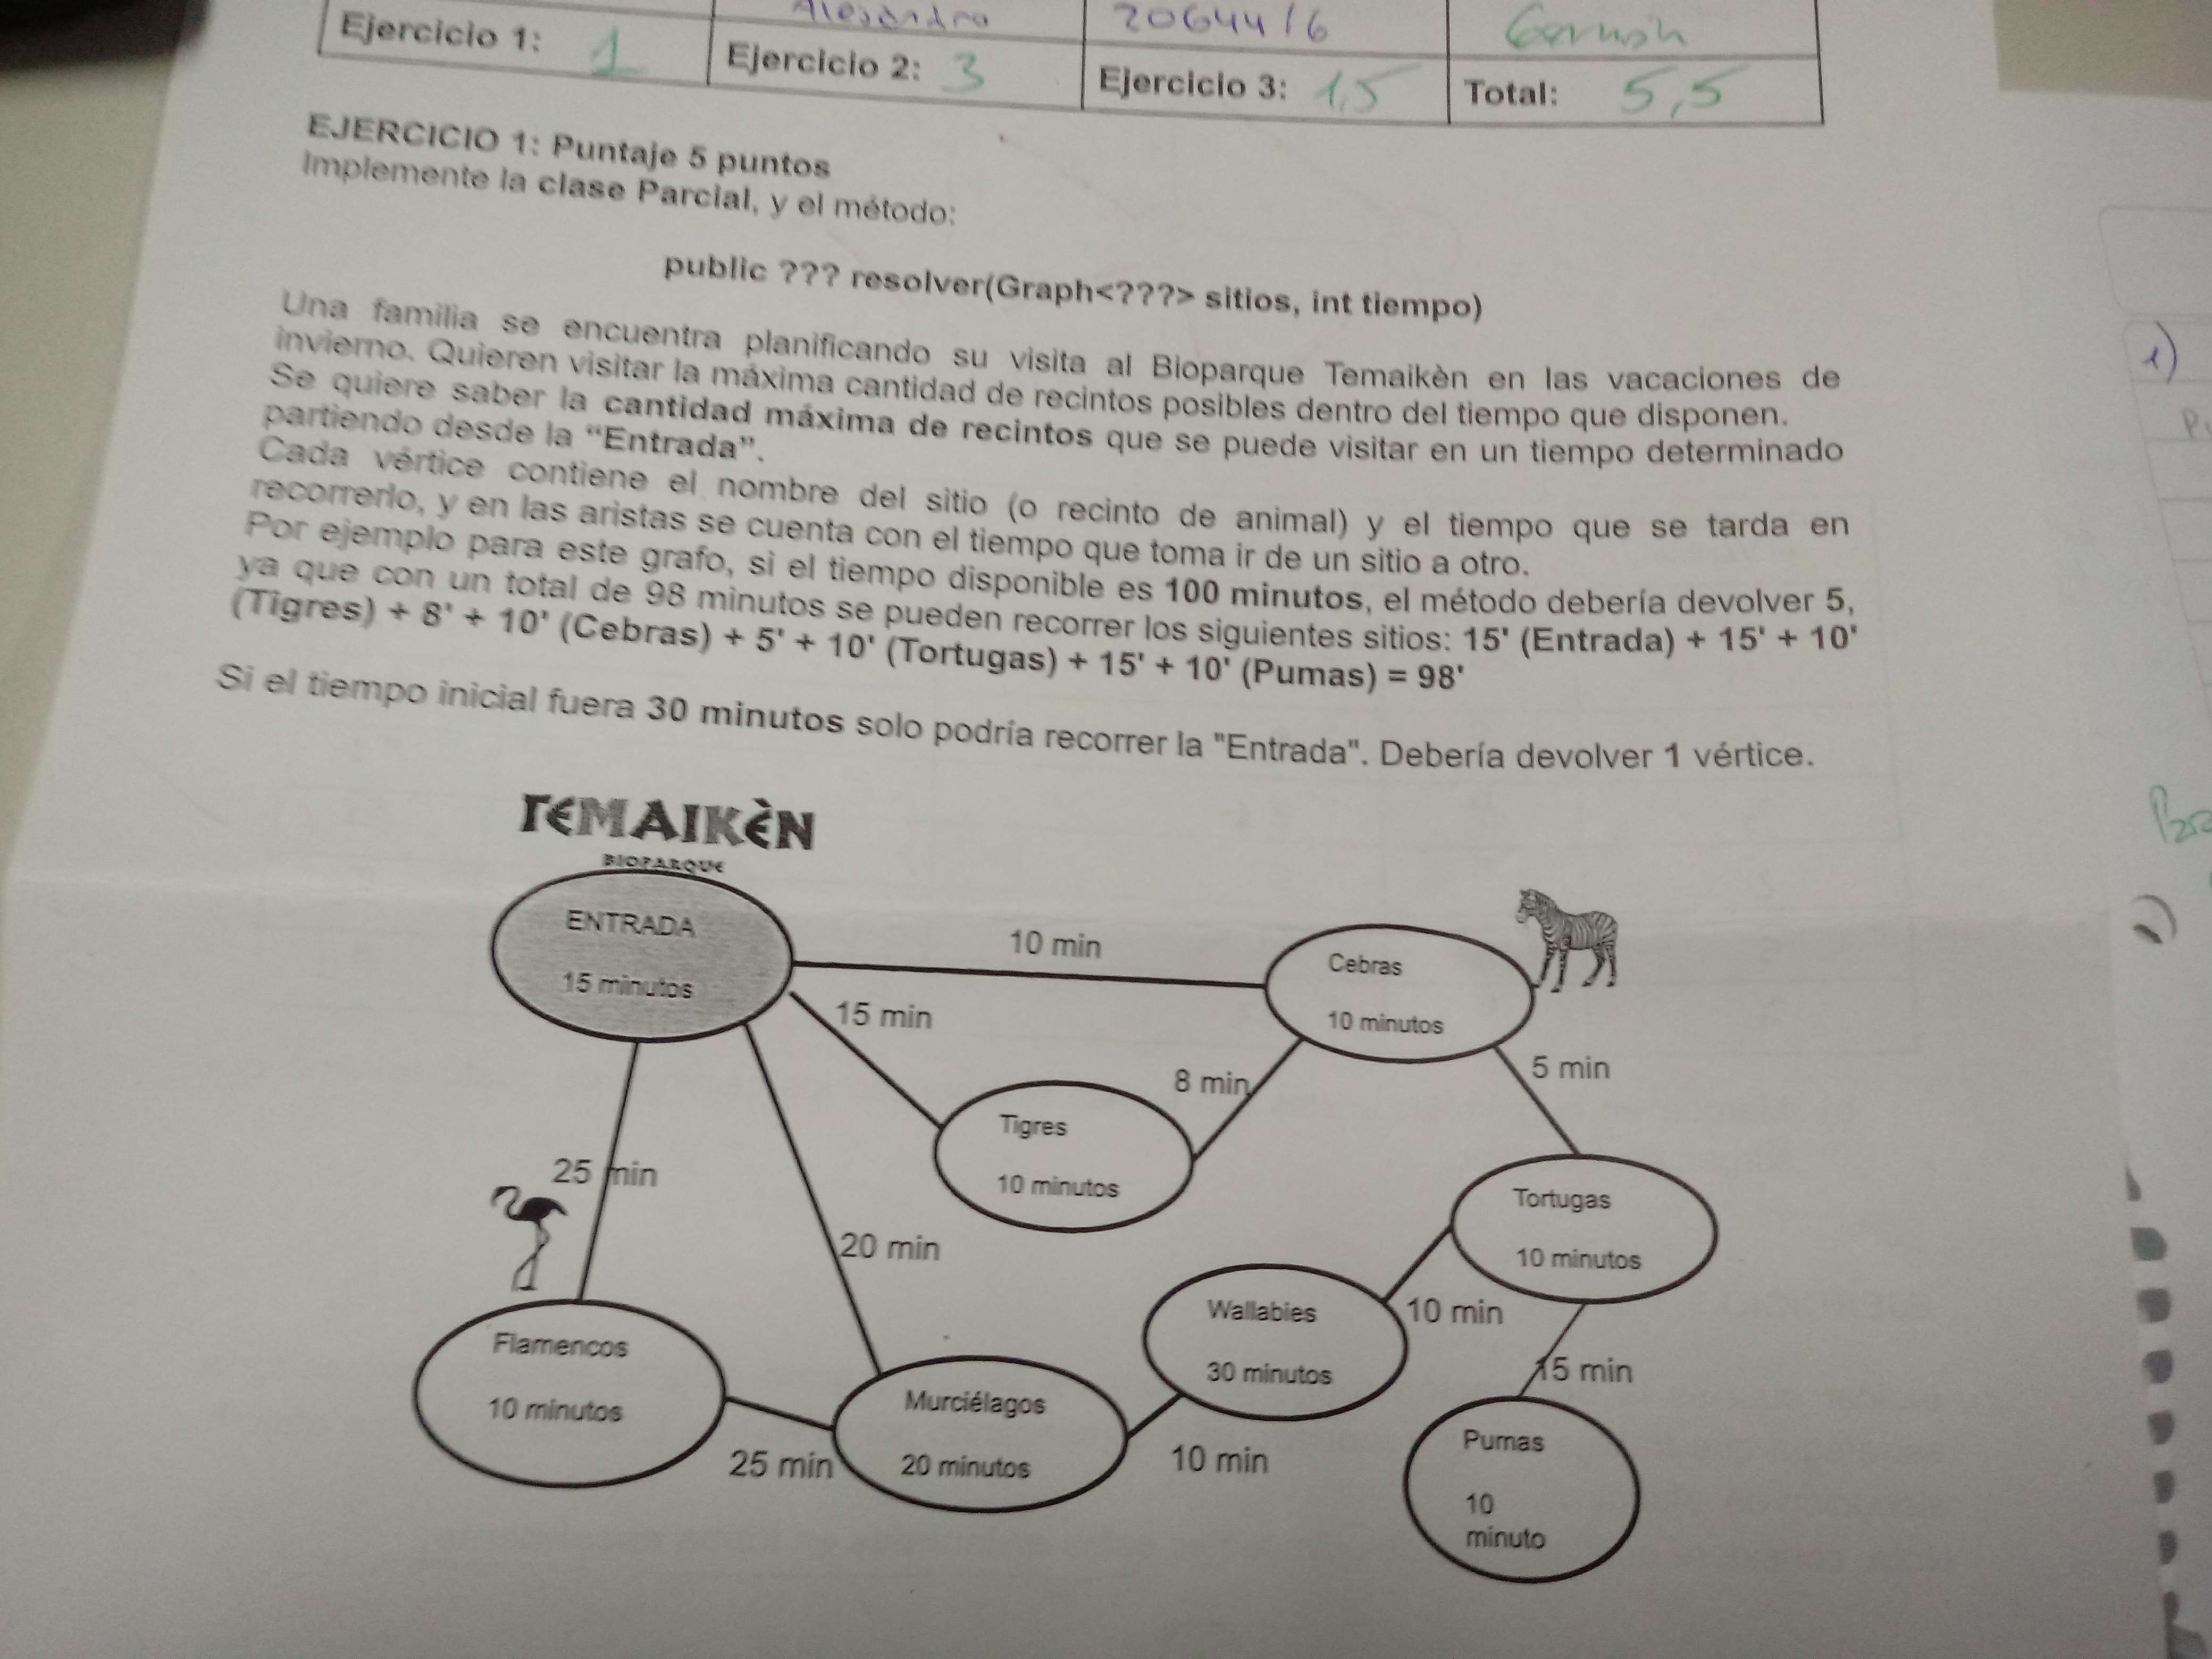 Alejandro
20644/6
Germán
Ejercicio 1: 1
Ejercicio 2: 3
Ejercicio 3: 1,5
Total: 5,5
EJERCICIO 1: Puntaje 5 puntos
Implemente la clase Parcial, y el método:
public ??? resolver(Graph<???> sitios, int tiempo)
Una familia se encuentra planificando su visita al Bioparque Temaikèn en las vacaciones de
invierno. Quieren visitar la máxima cantidad de recintos posibles dentro del tiempo que disponen.
Se quiere saber la cantidad máxima de recintos que se puede visitar en un tiempo determinado
partiendo desde la “Entrada”.
Cada vértice contiene el nombre del sitio (o recinto de animal) y el tiempo que se tarda en
recorrerlo, y en las aristas se cuenta con el tiempo que toma ir de un sitio a otro.
Por ejemplo para este grafo, si el tiempo disponible es 100 minutos, el método debería devolver 5,
ya que con un total de 98 minutos se pueden recorrer los siguientes sitios: 15' (Entrada) + 15' + 10'
(Tigres) + 8' + 10' (Cebras) + 5' + 10' (Tortugas) + 15' + 10' (Pumas) = 98'
Si el tiempo inicial fuera 30 minutos solo podría recorrer la "Entrada". Debería devolver 1 vértice.
TEMAIKÈN
BIOPARQUE
ENTRADA
15 minutos
10 min
Cebras
10 minutos
15 min
8 min
5 min
Tigres
10 minutos
25 min
20 min
Tortugas
10 minutos
Wallabies
30 minutos
10 min
15 min
Flamencos
10 minutos
25 min
Murciélagos
20 minutos
10 min
Pumas
10
minuto
1)